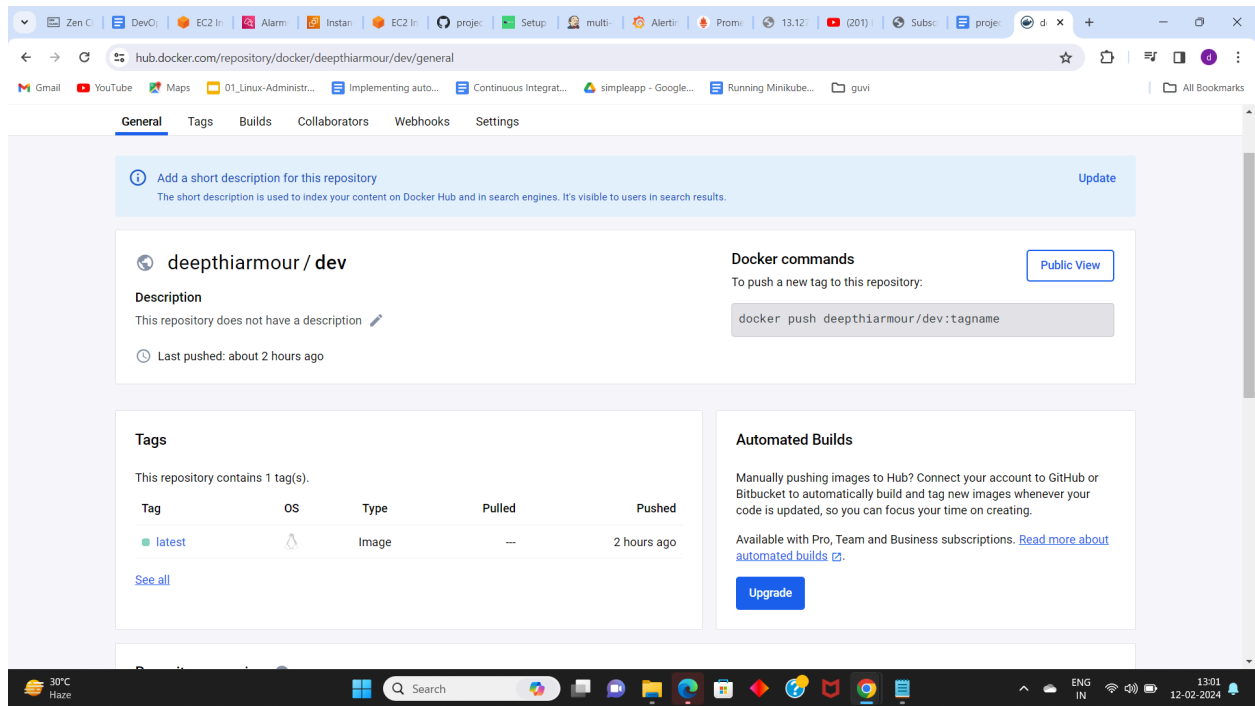 Zen Cl
DevOp
EC2 In
Alarm
Instan
EC2 In
projec
Setup
multi-
Alertin
Prome
13.127
(201)
Subsc
projec
hub.docker.com/repository/docker/deepthiarmour/dev/general
d
Gmail
YouTube
Maps
01_Linux-Administr...
Implementing auto...
Continuous Integrat...
simpleapp - Google...
Running Minikube...
guvi
All Bookmarks
General Tags Builds Collaborators Webhooks Settings
Add a short description for this repository
Update
The short description is used to index your content on Docker Hub and in search engines. It's visible to users in search results.
deepthiarmour / dev
Description
This repository does not have a description
Last pushed: about 2 hours ago
Docker commands
Public View
To push a new tag to this repository:
docker push deepthiarmour/dev:tagname
Tags
This repository contains 1 tag(s).
Tag OS Type Pulled Pushed
latest Image --- 2 hours ago
See all
Automated Builds
Manually pushing images to Hub? Connect your account to GitHub or
Bitbucket to automatically build and tag new images whenever your
code is updated, so you can focus your time on creating.
Available with Pro, Team and Business subscriptions. Read more about
automated builds.
Upgrade
30°C
Haze
Search
ENG
IN
13:01
12-02-2024